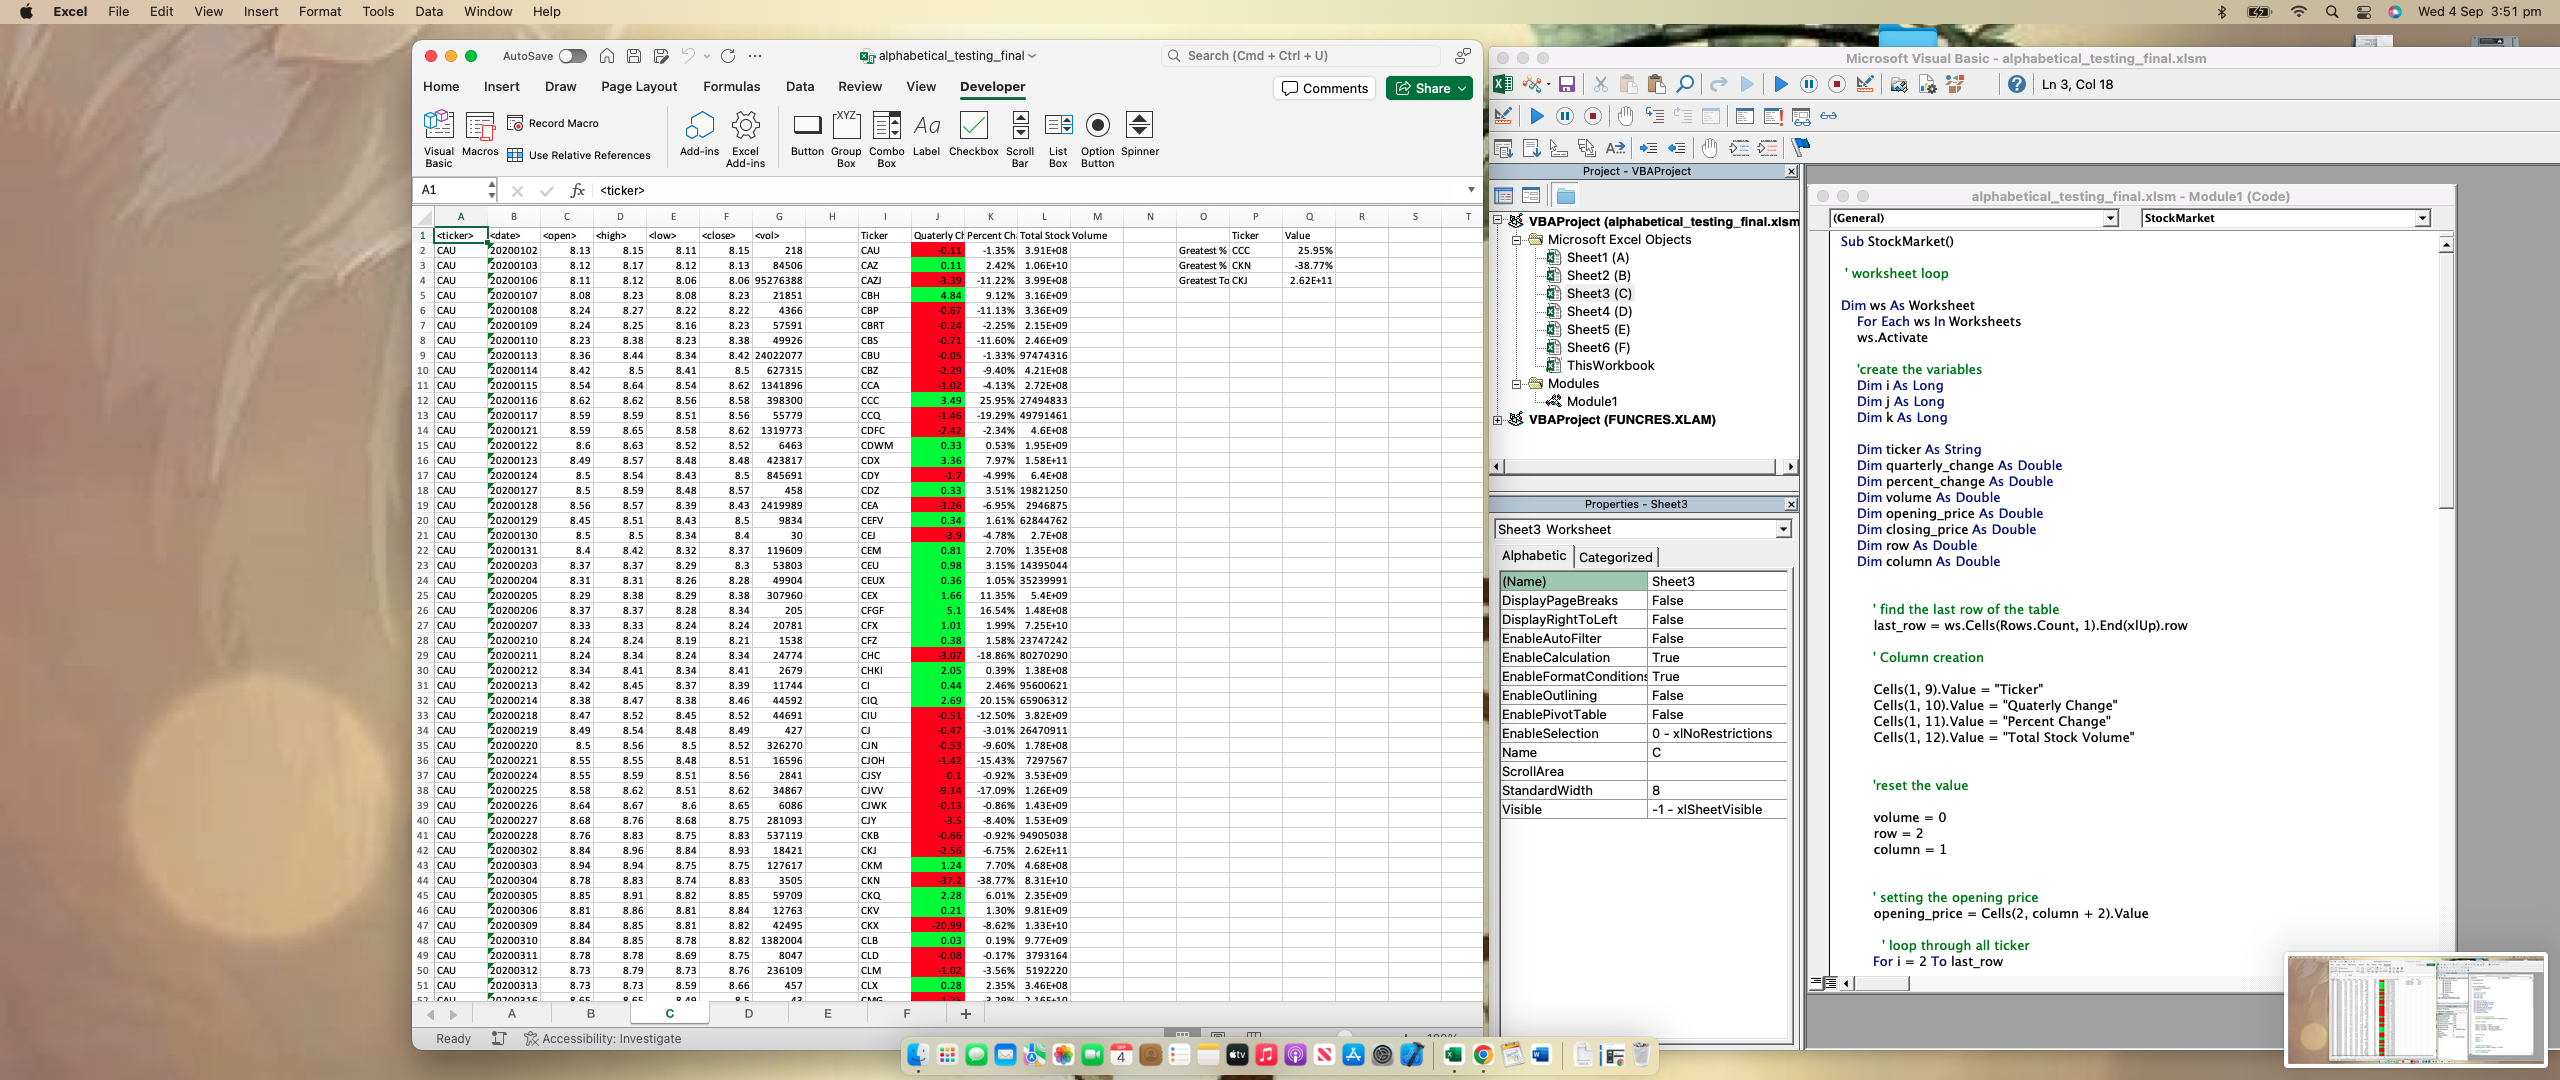 Excel File Edit View Insert Format Tools Data Window Help Wed 4 Sep 3:51 pm
AutoSave alphabetical_testing_final Search (Cmd + Ctrl + U)
Home Insert Draw Page Layout Formulas Data Review View Developer Comments Share
Visual Basic Macros Record Macro Use Relative References Add-ins Excel Add-ins Button Group Box Combo Box Label Checkbox Scroll Bar List Box Option Button Spinner
A1 fx <ticker>
A B C D E F G H I J K L M N O P Q R S T
1 <ticker> <date> <open> <high> <low> <close> <vol> Ticker Quaterly Ch Percent Ch Total Stock Volume Ticker Value
2 CAU 20200102 8.13 8.15 8.11 8.15 218 CAU -0.11 -1.35% 3.91E+08 Greatest % CCC 25.95%
3 CAU 20200103 8.12 8.17 8.12 8.13 84506 CAZ 0.11 2.42% 1.06E+10 Greatest % CKN -38.77%
4 CAU 20200106 8.11 8.12 8.06 8.06 95276388 CAZJ -3.39 -11.22% 3.99E+08 Greatest To CKJ 2.62E+11
5 CAU 20200107 8.08 8.23 8.08 8.23 21851 CBH 4.84 9.12% 3.16E+09
6 CAU 20200108 8.24 8.27 8.22 8.22 4366 CBP -0.67 -11.13% 3.36E+09
7 CAU 20200109 8.24 8.25 8.16 8.23 57591 CBRT -0.24 -2.25% 2.15E+09
8 CAU 20200110 8.23 8.38 8.23 8.38 49926 CBS -0.71 -11.60% 2.46E+09
9 CAU 20200113 8.36 8.44 8.34 8.42 24022077 CBU -0.05 -1.33% 97474316
10 CAU 20200114 8.42 8.5 8.41 8.5 627315 CBZ -2.29 -9.40% 4.21E+08
11 CAU 20200115 8.54 8.64 8.54 8.62 1341896 CCA -1.02 -4.13% 2.72E+08
12 CAU 20200116 8.62 8.62 8.56 8.58 398300 CCC 3.49 25.95% 27494833
13 CAU 20200117 8.59 8.59 8.51 8.56 55779 CCQ -1.46 -19.29% 49791461
14 CAU 20200121 8.59 8.65 8.58 8.62 1319773 CDFC -2.42 -2.34% 4.6E+08
15 CAU 20200122 8.6 8.63 8.52 8.52 6463 CDWM 0.33 0.53% 1.95E+09
16 CAU 20200123 8.49 8.57 8.48 8.48 423817 CDX 3.36 7.97% 1.58E+11
17 CAU 20200124 8.5 8.54 8.43 8.5 845691 CDY -1.7 -4.99% 6.4E+08
18 CAU 20200127 8.5 8.59 8.48 8.57 458 CDZ 0.33 3.51% 19821250
19 CAU 20200128 8.56 8.57 8.39 8.43 2419989 CEA -3.26 -6.95% 2946875
20 CAU 20200129 8.45 8.51 8.43 8.5 9834 CEFV 0.34 1.61% 62844762
21 CAU 20200130 8.5 8.5 8.34 8.4 30 CEJ -3.9 -4.78% 2.7E+08
22 CAU 20200131 8.4 8.42 8.32 8.37 119609 CEM 0.81 2.70% 1.35E+08
23 CAU 20200203 8.37 8.37 8.29 8.3 53803 CEU 0.98 3.15% 14395044
24 CAU 20200204 8.31 8.31 8.26 8.28 49904 CEUX 0.36 1.05% 35239991
25 CAU 20200205 8.29 8.38 8.29 8.38 307960 CEX 1.66 11.35% 5.4E+09
26 CAU 20200206 8.37 8.37 8.28 8.34 205 CFGF 5.1 16.54% 1.48E+08
27 CAU 20200207 8.33 8.33 8.24 8.24 20781 CFX 1.01 1.99% 7.25E+10
28 CAU 20200210 8.24 8.24 8.19 8.21 1538 CFZ 0.38 1.58% 23747242
29 CAU 20200211 8.24 8.34 8.24 8.34 24774 CHC -3.07 -18.86% 80270290
30 CAU 20200212 8.34 8.41 8.34 8.41 2679 CHKI 2.05 0.39% 1.38E+08
31 CAU 20200213 8.42 8.45 8.37 8.39 11744 CI 0.44 2.46% 95600621
32 CAU 20200214 8.38 8.47 8.38 8.46 44592 CIQ 2.69 20.15% 65906312
33 CAU 20200218 8.47 8.52 8.45 8.52 44691 CIU -0.51 -12.50% 3.82E+09
34 CAU 20200219 8.49 8.54 8.48 8.49 427 CJ -0.47 -3.01% 26470911
35 CAU 20200220 8.5 8.56 8.5 8.52 326270 CJN -0.53 -9.60% 1.78E+08
36 CAU 20200221 8.55 8.55 8.48 8.51 16596 CJOH -1.42 -15.43% 7297567
37 CAU 20200224 8.55 8.59 8.51 8.56 2841 CJSY -0.1 -0.92% 3.53E+09
38 CAU 20200225 8.58 8.62 8.51 8.62 34867 CJVV -9.14 -17.09% 1.26E+09
39 CAU 20200226 8.64 8.67 8.6 8.65 6086 CJWK -0.13 -0.86% 1.43E+09
40 CAU 20200227 8.68 8.76 8.68 8.75 281093 CJY -3.5 -8.40% 1.53E+09
41 CAU 20200228 8.76 8.83 8.75 8.83 537119 CKB -0.66 -0.92% 94905038
42 CAU 20200302 8.84 8.96 8.84 8.93 18421 CKJ -2.56 -6.75% 2.62E+11
43 CAU 20200303 8.94 8.94 8.75 8.75 127617 CKM 1.24 7.70% 4.68E+08
44 CAU 20200304 8.78 8.83 8.74 8.83 3505 CKN -37.2 -38.77% 8.31E+10
45 CAU 20200305 8.85 8.91 8.82 8.85 59709 CKQ 2.28 6.01% 2.35E+09
46 CAU 20200306 8.81 8.86 8.81 8.84 12763 CKV 0.21 1.30% 9.81E+09
47 CAU 20200309 8.84 8.85 8.81 8.82 42495 CKX -20.99 -8.62% 1.33E+10
48 CAU 20200310 8.84 8.85 8.78 8.82 1382004 CLB 0.03 0.19% 9.77E+09
49 CAU 20200311 8.78 8.78 8.69 8.75 8047 CLD -0.08 -0.17% 3793164
50 CAU 20200312 8.73 8.79 8.73 8.76 236109 CLM -1.02 -3.56% 5192220
51 CAU 20200313 8.73 8.73 8.59 8.66 457 CLX 0.28 2.35% 3.46E+08
A B C D E F
Ready Accessibility: Investigate
Microsoft Visual Basic - alphabetical_testing_final.xlsm
Ln 3, Col 18
Project - VBAProject
VBAProject (alphabetical_testing_final.xlsm
Microsoft Excel Objects
Sheet1 (A)
Sheet2 (B)
Sheet3 (C)
Sheet4 (D)
Sheet5 (E)
Sheet6 (F)
ThisWorkbook
Modules
Module1
VBAProject (FUNCRES.XLAM)
Properties - Sheet3
Sheet3 Worksheet
Alphabetic Categorized
(Name) Sheet3
DisplayPageBreaks False
DisplayRightToLeft False
EnableAutoFilter False
EnableCalculation True
EnableFormatConditions True
EnableOutlining False
EnablePivotTable False
EnableSelection 0 - xlNoRestrictions
Name C
ScrollArea
StandardWidth 8
Visible -1 - xlSheetVisible
alphabetical_testing_final.xlsm - Module1 (Code)
(General) StockMarket
Sub StockMarket()
' worksheet loop
Dim ws As Worksheet
For Each ws In Worksheets
ws.Activate
'create the variables
Dim i As Long
Dim j As Long
Dim k As Long
Dim ticker As String
Dim quarterly_change As Double
Dim percent_change As Double
Dim volume As Double
Dim opening_price As Double
Dim closing_price As Double
Dim row As Double
Dim column As Double
' find the last row of the table
last_row = ws.Cells(Rows.Count, 1).End(xlUp).row
' Column creation
Cells(1, 9).Value = "Ticker"
Cells(1, 10).Value = "Quaterly Change"
Cells(1, 11).Value = "Percent Change"
Cells(1, 12).Value = "Total Stock Volume"
'reset the value
volume = 0
row = 2
column = 1
' setting the opening price
opening_price = Cells(2, column + 2).Value
' loop through all ticker
For i = 2 To last_row